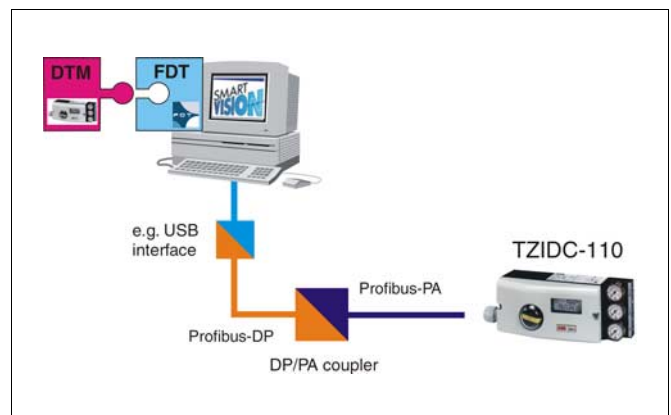 DTM
FDT
SMART
VISION
e.g. USB
interface
TZIDC-110
Profibus-PA
Profibus-DP
DP/PA coupler